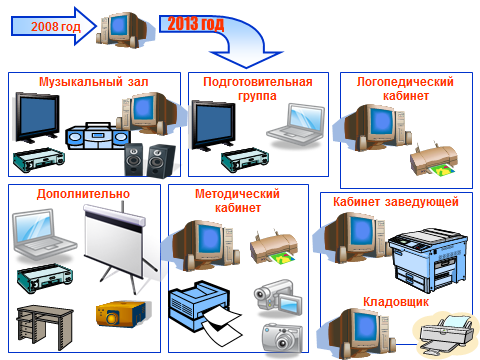 2008 год
2013 год
Музыкальный зал
Подготовительная
группа
Логопедический
кабинет
Дополнительно
Методический
кабинет
Кабинет заведующей
Кладовщик